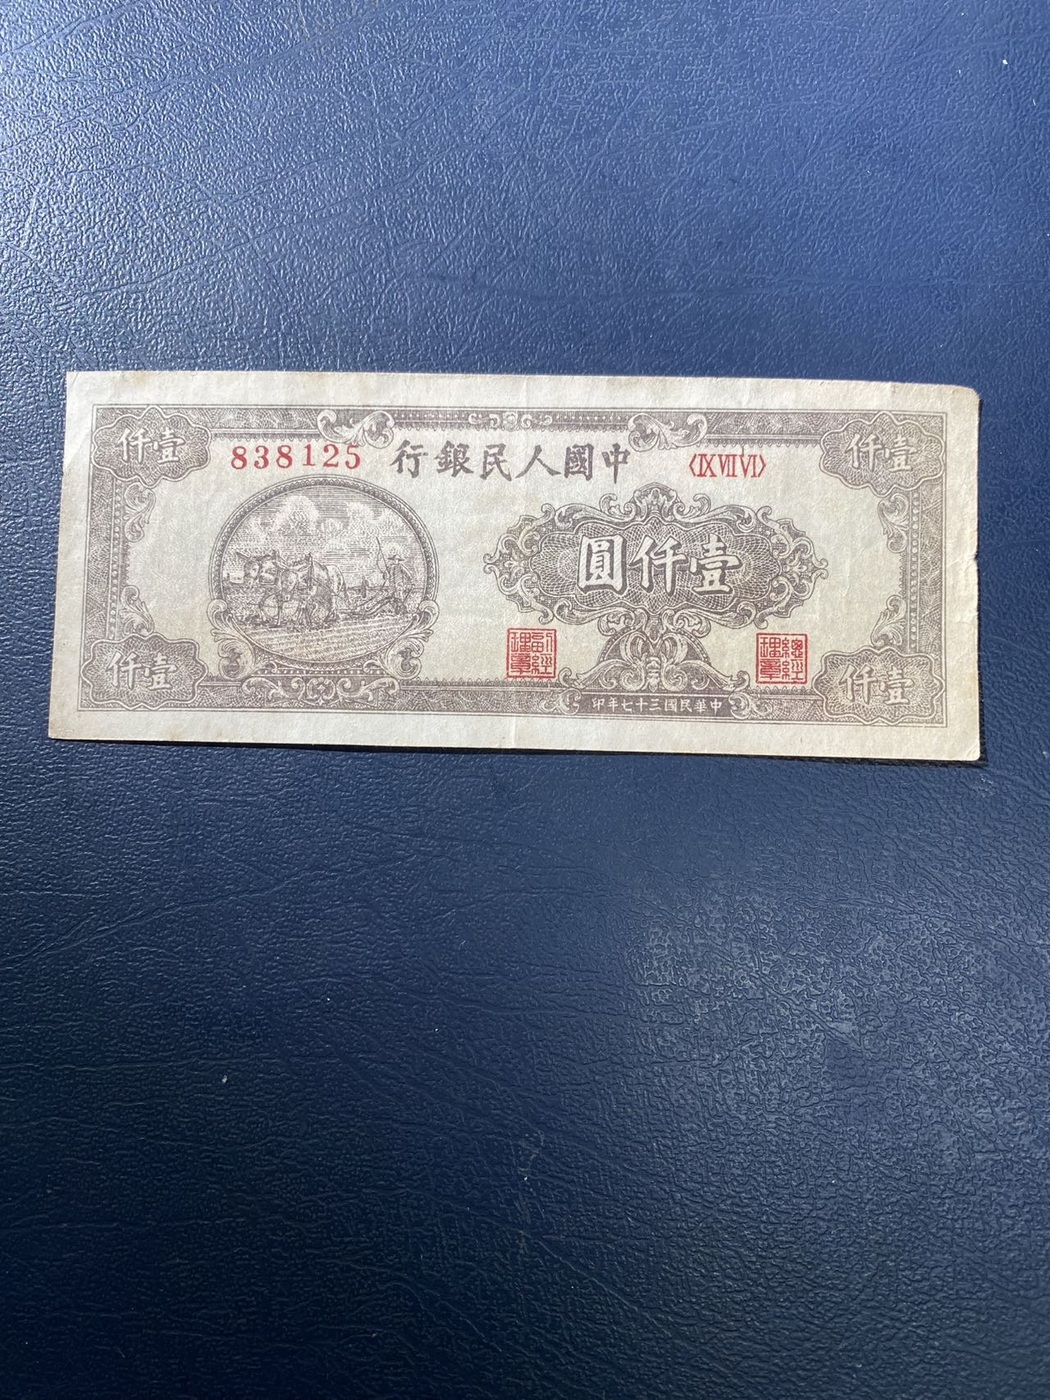 壹仟
838125
中國人民銀行
〈IX VII VI〉
壹仟
壹仟圓
副經理章
總經理章
壹仟
中華民國三十七年印
壹仟